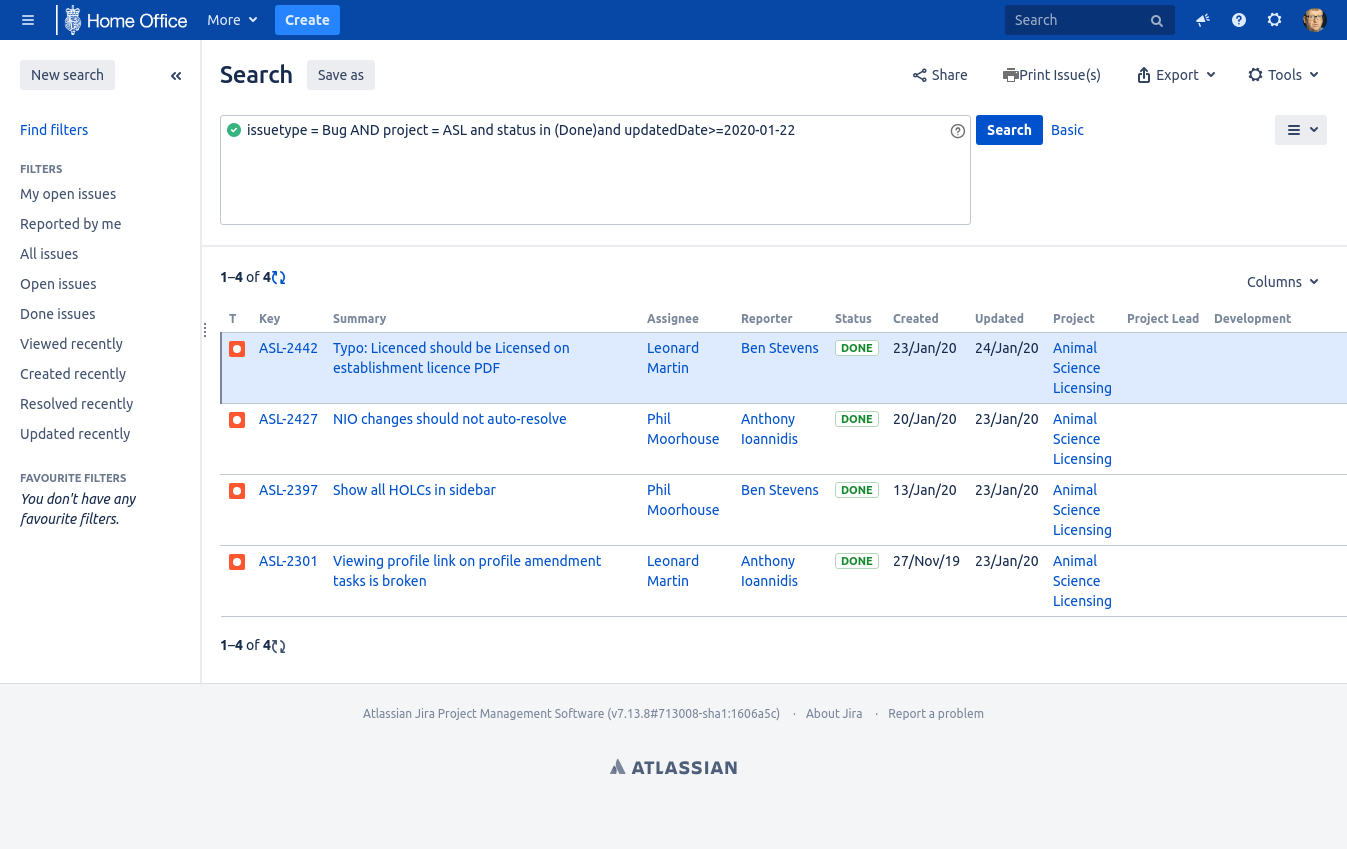 Home Office More Create Search
New search
Search Save as Share Print Issue(s) Export Tools
issuetype = Bug AND project = ASL and status in (Done)and updatedDate>=2020-01-22 Search Basic
Find filters
FILTERS
My open issues
Reported by me
All issues
Open issues
Done issues
Viewed recently
Created recently
Resolved recently
Updated recently
FAVOURITE FILTERS
You don't have any
favourite filters.
1–4 of 4
Columns
T Key Summary Assignee Reporter Status Created Updated Project Project Lead Development
ASL-2442 Typo: Licenced should be Licensed on Leonard Ben Stevens DONE 23/Jan/20 24/Jan/20 Animal
establishment licence PDF Martin Science
Licensing
ASL-2427 NIO changes should not auto-resolve Phil Anthony DONE 20/Jan/20 23/Jan/20 Animal
Moorhouse Ioannidis Science
Licensing
ASL-2397 Show all HOLCs in sidebar Phil Ben Stevens DONE 13/Jan/20 23/Jan/20 Animal
Moorhouse Science
Licensing
ASL-2301 Viewing profile link on profile amendment Leonard Anthony DONE 27/Nov/19 23/Jan/20 Animal
tasks is broken Martin Ioannidis Science
Licensing
1–4 of 4
Atlassian Jira Project Management Software (v7.13.8#713008-sha1:1606a5c) · About Jira · Report a problem
ATLASSIAN